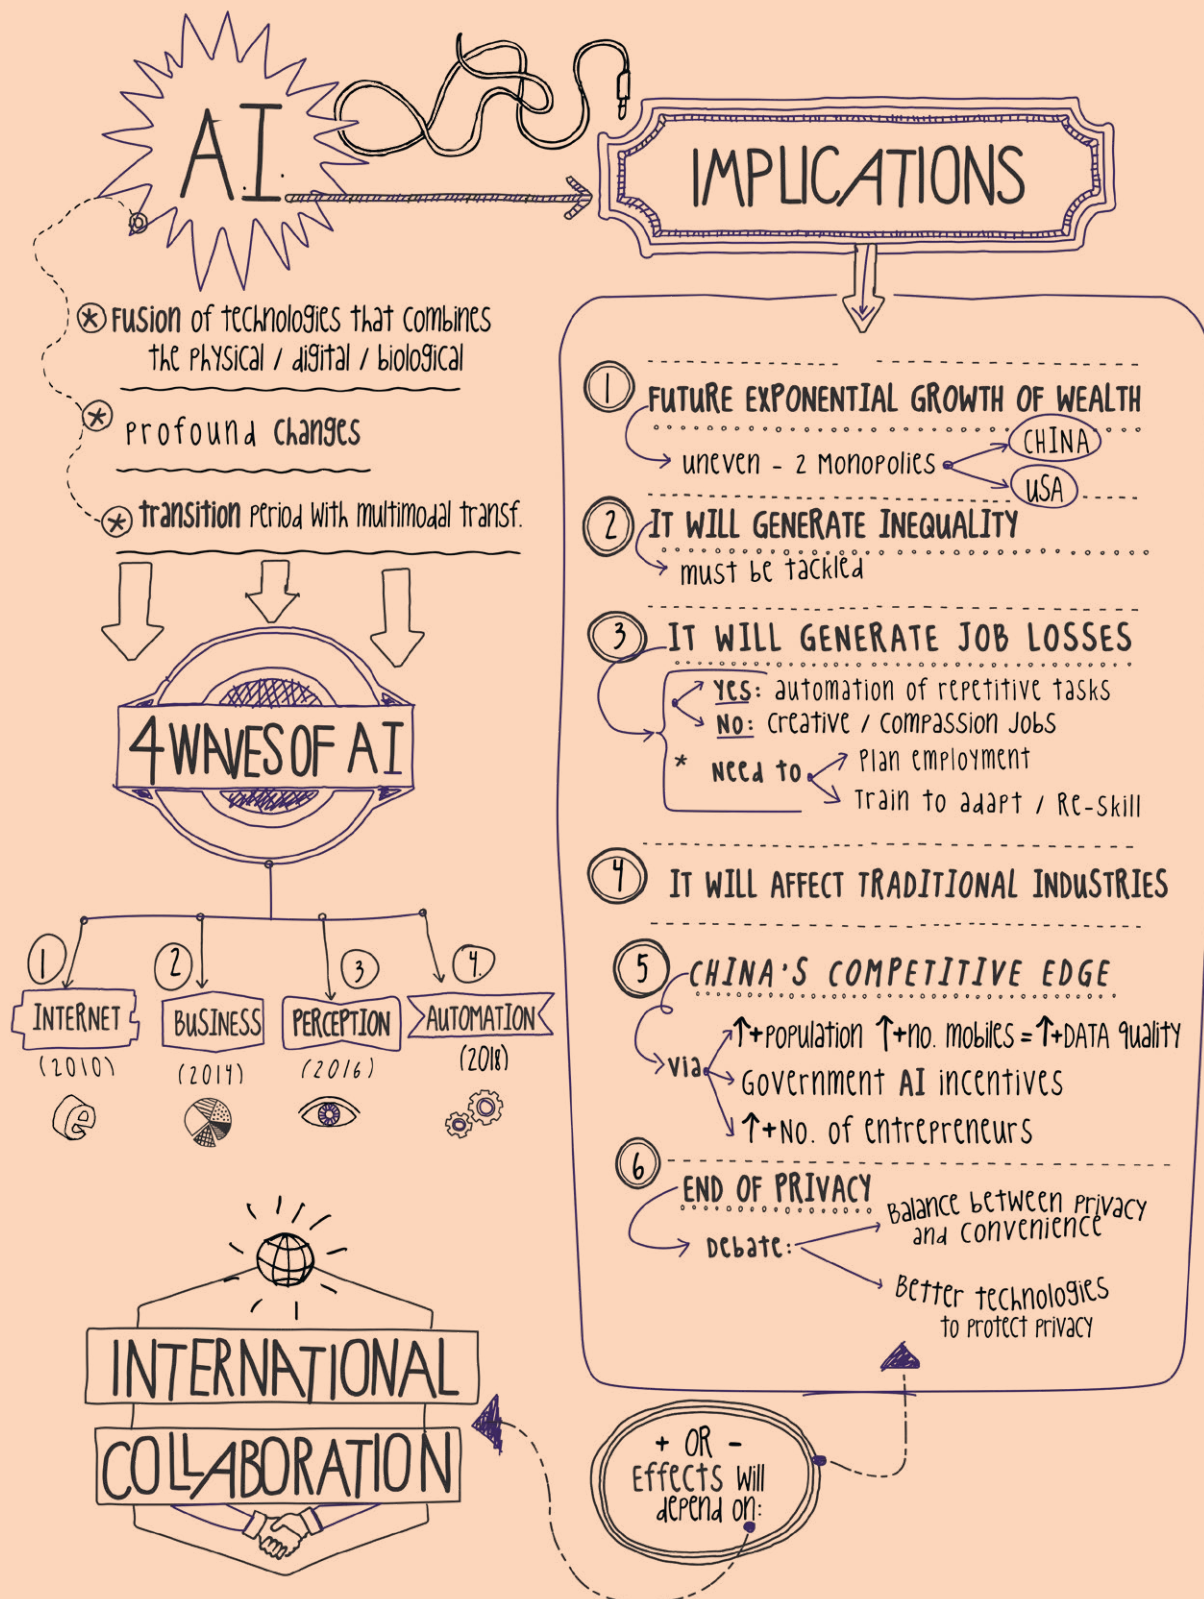 A.I.
IMPLICATIONS
* Fusion of technologies that combines
the physical / digital / biological
* profound changes
* transition period with multimodal transf.
4 WAVES OF AI
1
INTERNET
(2010)
2
BUSINESS
(2014)
3
PERCEPTION
(2016)
4.
AUTOMATION
(2018)
INTERNATIONAL
COLLABORATION
1 FUTURE EXPONENTIAL GROWTH OF WEALTH
uneven - 2 Monopolies
CHINA
USA
2 IT WILL GENERATE INEQUALITY
must be tackled
3 IT WILL GENERATE JOB LOSSES
Yes: automation of repetitive tasks
No: creative / compassion Jobs
* Need to
Plan employment
Train to adapt / Re-skill
4 IT WILL AFFECT TRADITIONAL INDUSTRIES
5 CHINA'S COMPETITIVE EDGE
via
↑+population ↑+no. mobiles = ↑+DATA quality
Government AI incentives
↑+No. of entrepreneurs
6 END OF PRIVACY
Debate:
Balance between privacy
and convenience
Better technologies
to protect privacy
+ OR -
Effects will
depend on: